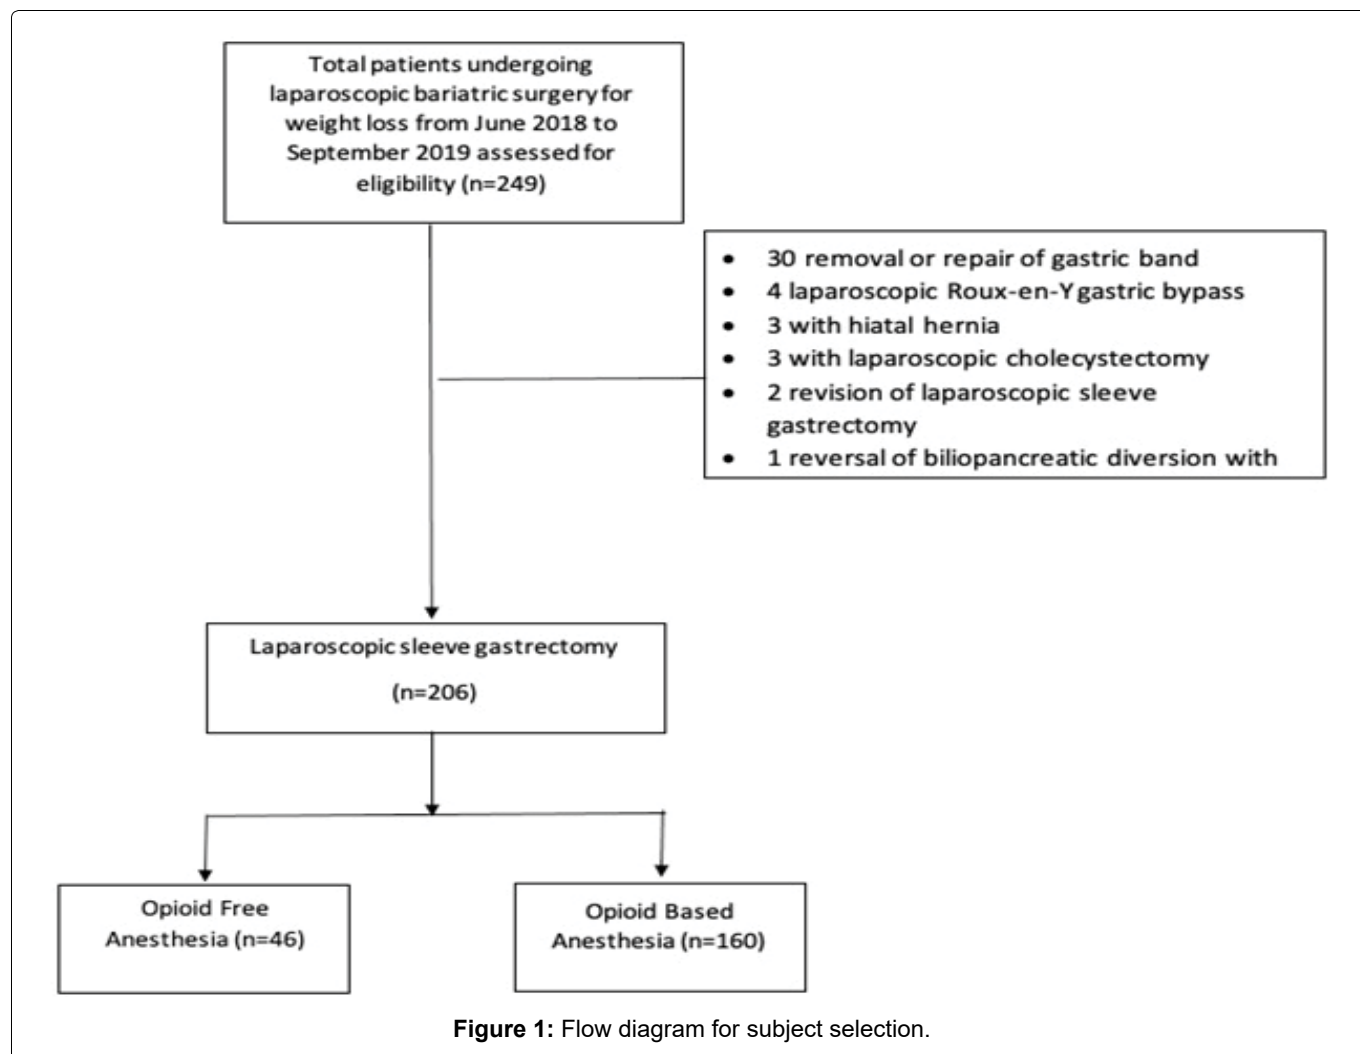 Total patients undergoing
laparoscopic bariatric surgery for
weight loss from June 2018 to
September 2019 assessed for
eligibility (n=249)
• 30 removal or repair of gastric band
• 4 laparoscopic Roux-en-Y gastric bypass
• 3 with hiatal hernia
• 3 with laparoscopic cholecystectomy
• 2 revision of laparoscopic sleeve
gastrectomy
• 1 reversal of biliopancreatic diversion with
Laparoscopic sleeve gastrectomy
(n=206)
Opioid Free
Anesthesia (n=46)
Opioid Based
Anesthesia (n=160)
Figure 1: Flow diagram for subject selection.